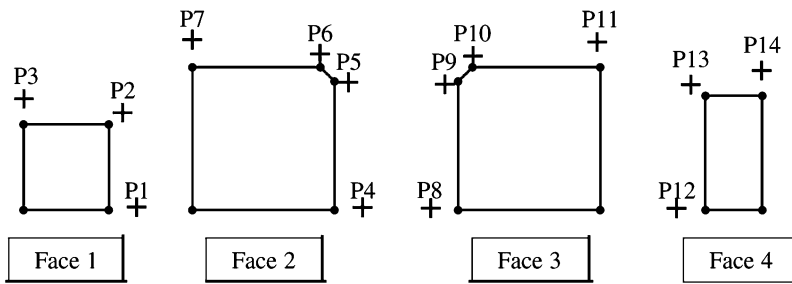 P7
P6
P5
P3
P2
P1
P4
P10
P11
P9
P8
P13
P14
P12
Face 1
Face 2
Face 3
Face 4